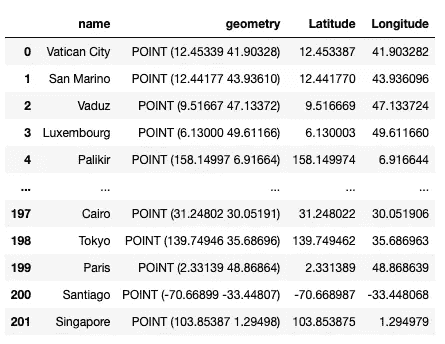 name geometry Latitude Longitude
0 Vatican City POINT (12.45339 41.90328) 12.453387 41.903282
1 San Marino POINT (12.44177 43.93610) 12.441770 43.936096
2 Vaduz POINT (9.51667 47.13372) 9.516669 47.133724
3 Luxembourg POINT (6.13000 49.61166) 6.130003 49.611660
4 Palikir POINT (158.14997 6.91664) 158.149974 6.916644
... ... ... ... ...
197 Cairo POINT (31.24802 30.05191) 31.248022 30.051906
198 Tokyo POINT (139.74946 35.68696) 139.749462 35.686963
199 Paris POINT (2.33139 48.86864) 2.331389 48.868639
200 Santiago POINT (-70.66899 -33.44807) -70.668987 -33.448068
201 Singapore POINT (103.85387 1.29498) 103.853875 1.294979